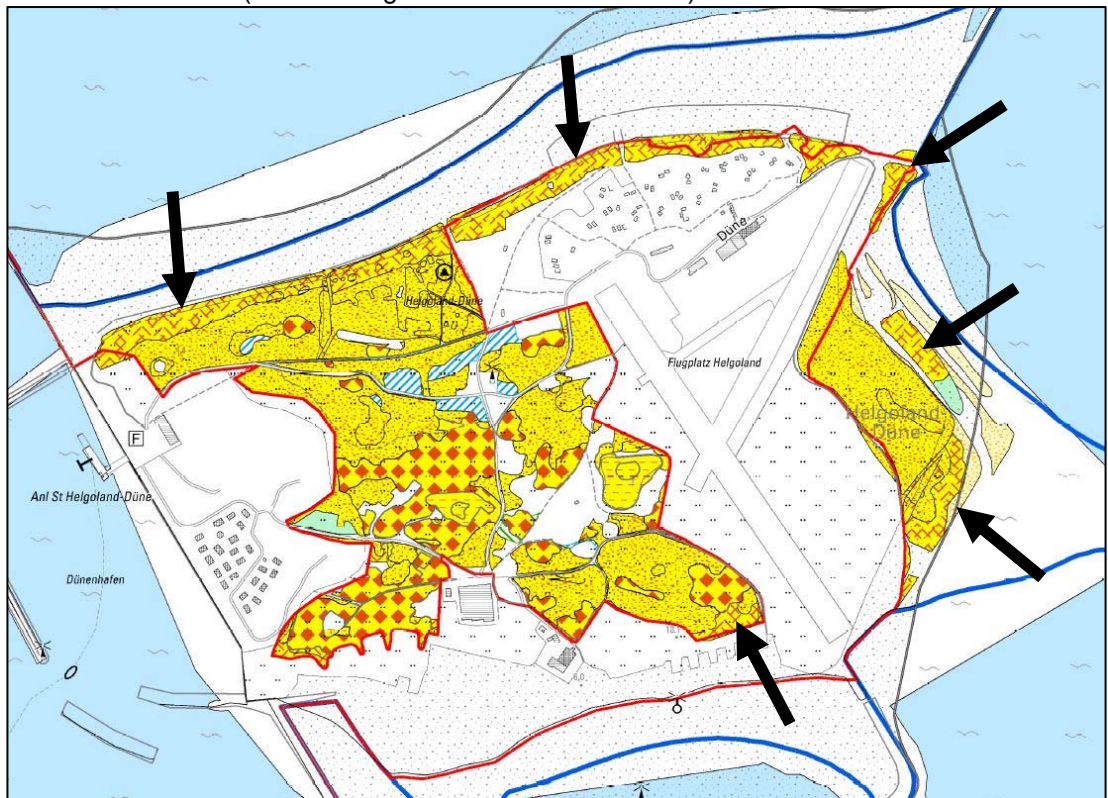 Düne
Helgoland-Düne
Flugplatz Helgoland
Helgoland
Düne
F
Anl St Helgoland-Düne
Dünenhafen